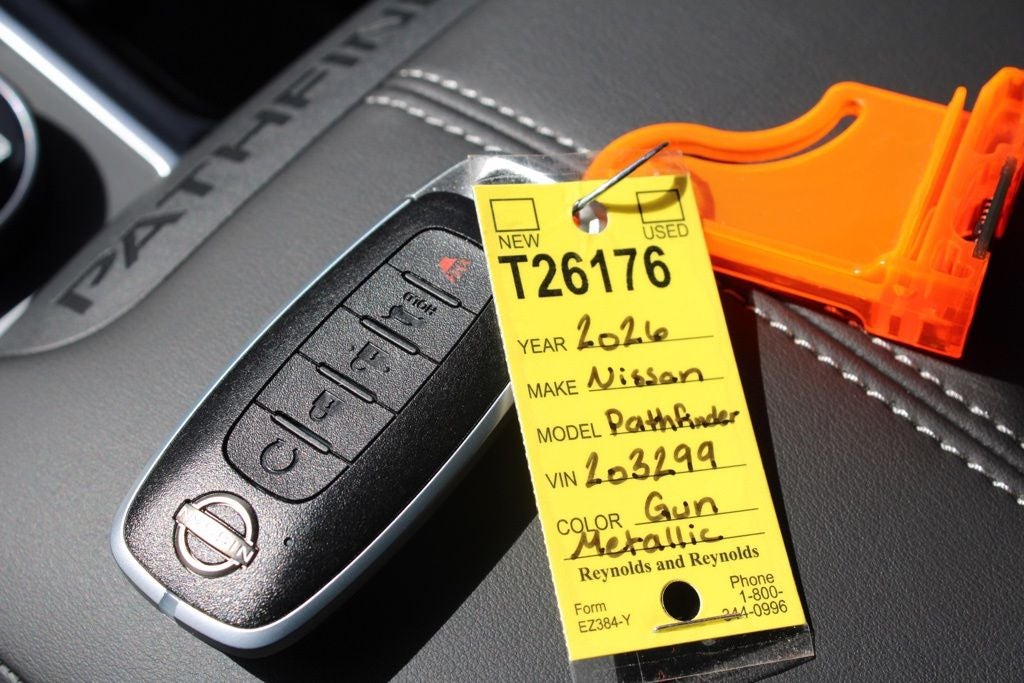 PATHFIN
NISSAN
NEW USED
T26176
YEAR 2026
MAKE Nissan
MODEL Pathfinder
VIN 203299
COLOR Gun
Metallic
Reynolds and Reynolds
Form
EZ384-Y
Phone
1-800-
344-0996